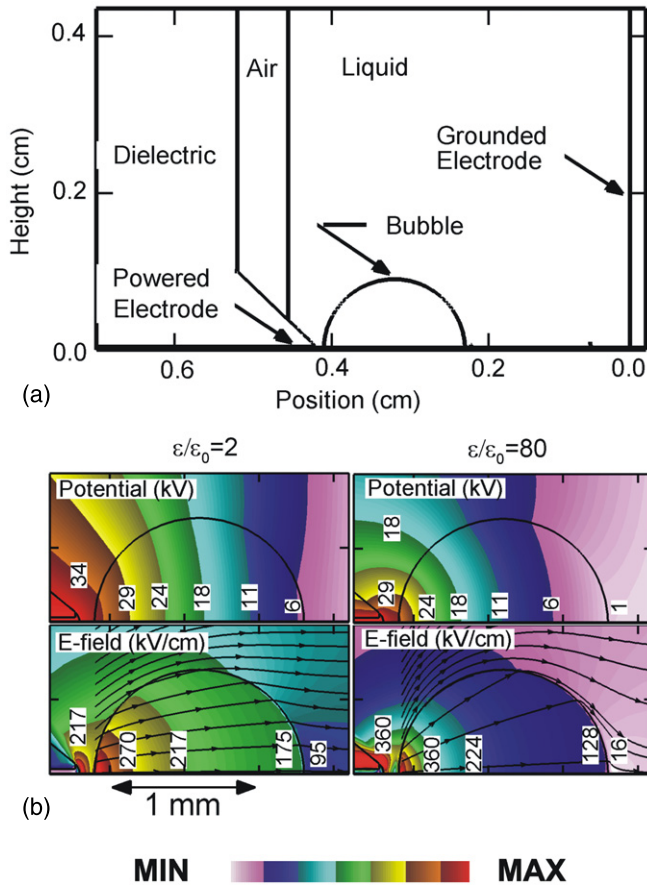 0.4
Air
Liquid
Grounded
Electrode
Dielectric
Height (cm)
0.2
Bubble
Powered
Electrode
0.0
0.6
0.4
0.2
0.0
(a)
Position (cm)
ε/ε0=2
ε/ε0=80
Potential (kV)
34
29
24
18
11
6
Potential (kV)
18
29
24
18
11
6
1
E-field (kV/cm)
217
270
217
175
95
E-field (kV/cm)
360
360
224
128
16
(b)
1 mm
MIN
MAX